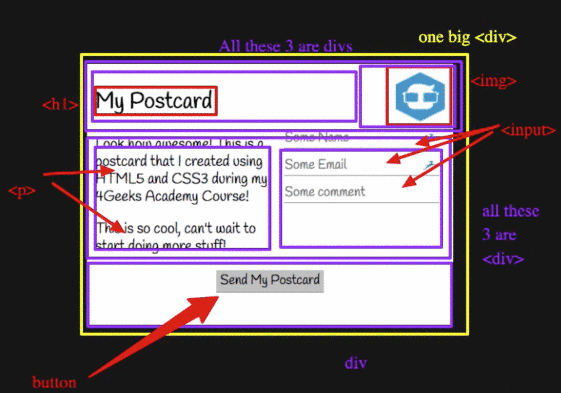 one big <div>
All these 3 are divs
<img>
<h1>
My Postcard
Some Name
<input>
Look how awesome! This is a
postcard that I created using
HTML5 and CSS3 during my
4Geeks Academy Course!
Some Email
Some comment
<p>
This is so cool, can't wait to
start doing more stuff!
all these
3 are
<div>
Send My Postcard
button
div